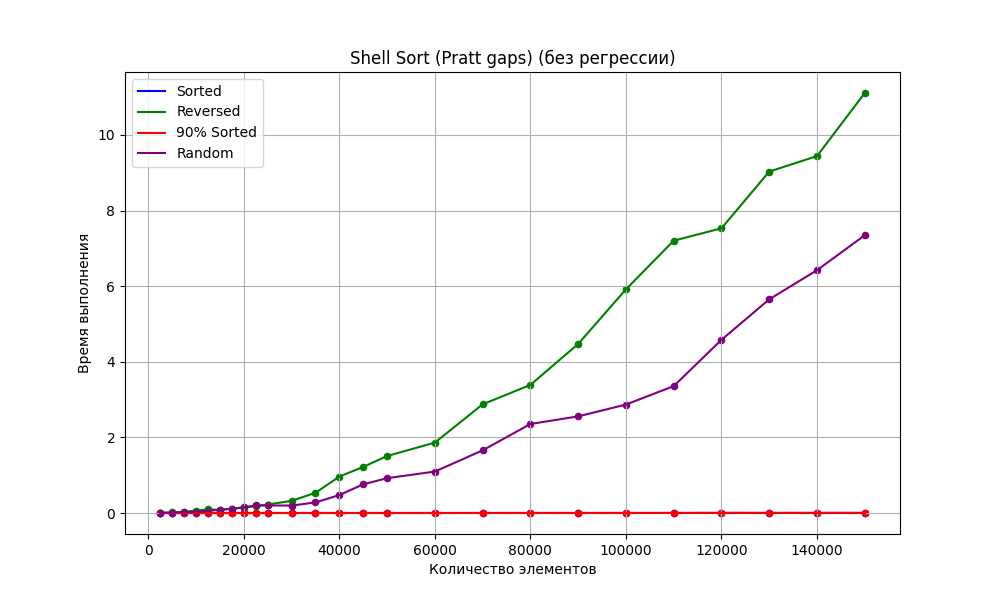 Shell Sort (Pratt gaps) (без регрессии)
Sorted
Reversed
90% Sorted
Random
Время выполнения
10
8
6
4
2
0
0 20000 40000 60000 80000 100000 120000 140000
Количество элементов